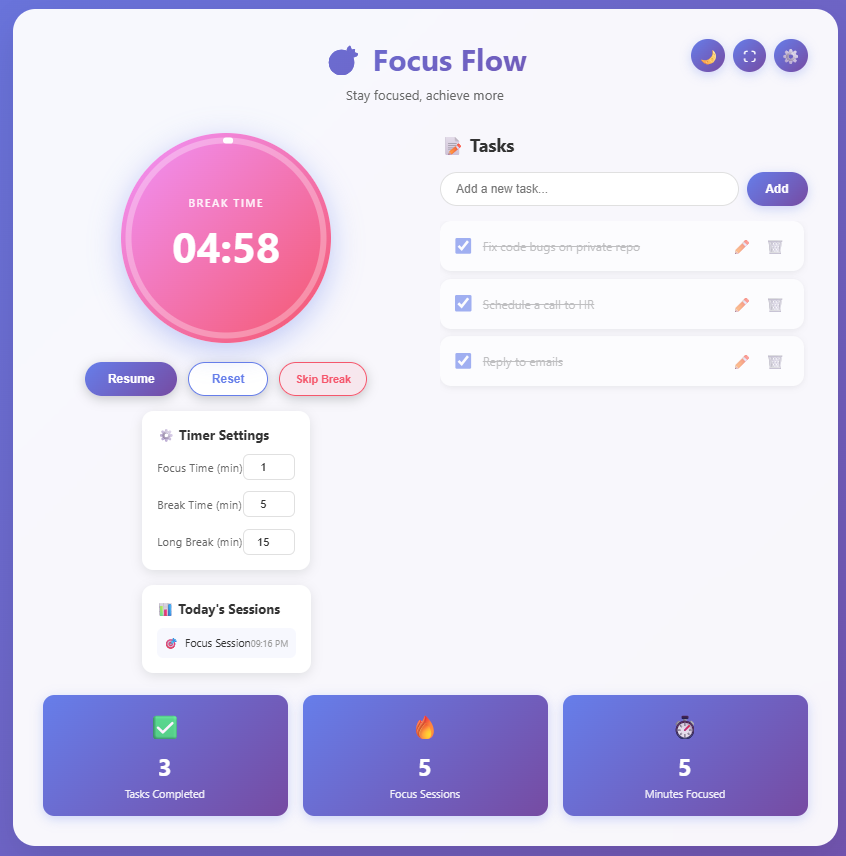 Focus Flow
Stay focused, achieve more
BREAK TIME
04:58
Resume
Reset
Skip Break
Timer Settings
Focus Time (min) 1
Break Time (min) 5
Long Break (min) 15
Today's Sessions
Focus Session 09:16 PM
Tasks
Add a new task...
Add
Fix code bugs on private repo
Schedule a call to HR
Reply to emails
3
Tasks Completed
5
Focus Sessions
5
Minutes Focused